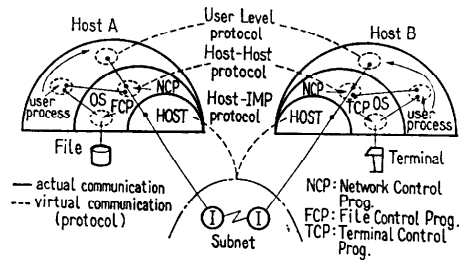 Host A
User Level
protocol
Host B
Host-Host
protocol
Host-IMP
protocol
NCP
OS
FCP
HOST
user
process
File
NCP
TCP
OS
HOST
user
process
Terminal
actual communication
virtual communication
(protocol)
I
I
Subnet
NCP: Network Control
Prog.
FCP: File Control Prog.
TCP: Terminal Control
Prog.